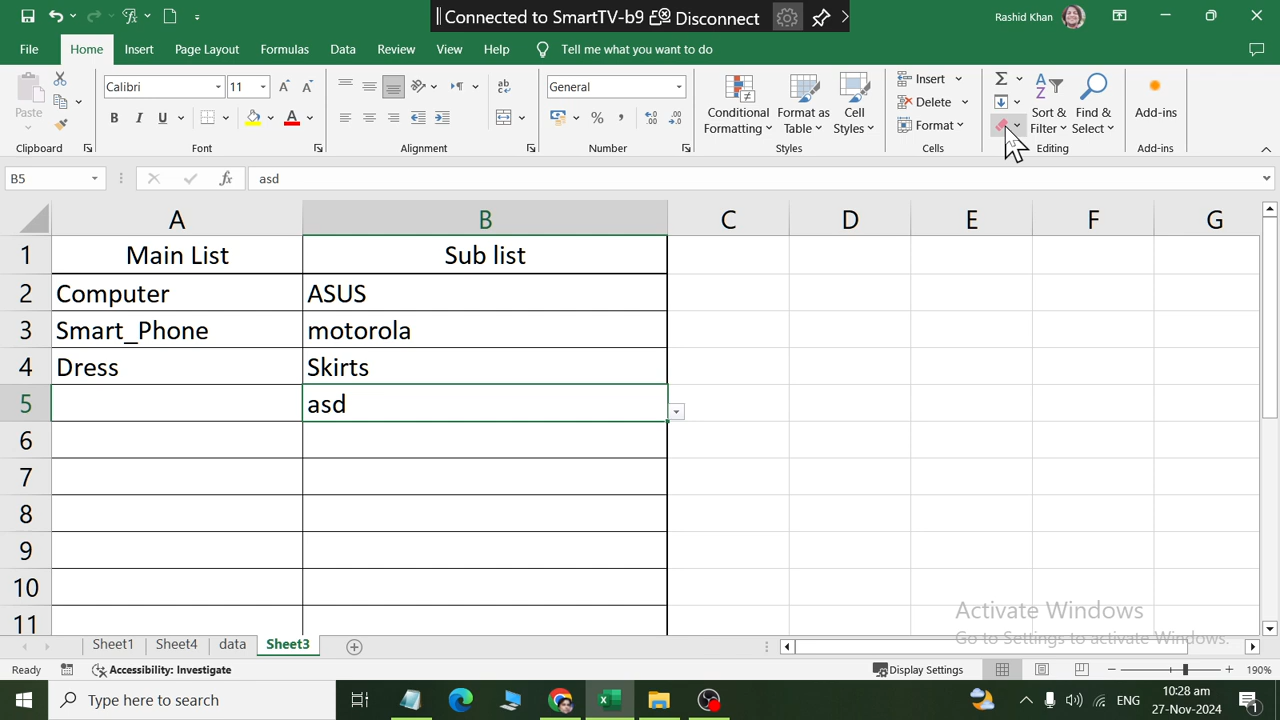 Connected to SmartTV-b9 Disconnect
Rashid Khan
File Home Insert Page Layout Formulas Data Review View Help Tell me what you want to do
Paste
Calibri 11
B I U A
General
% ,
Conditional Formatting
Format as Table
Cell Styles
Insert
Delete
Format
Sort & Filter
Find & Select
Add-ins
Clipboard Font Alignment Number Styles Cells Editing Add-ins
B5 fx asd
A B C D E F G
1 Main List Sub list
2 Computer ASUS
3 Smart_Phone motorola
4 Dress Skirts
5 asd
6
7
8
9
10
11
Activate Windows
Go to Settings to activate Windows.
Sheet1 Sheet4 data Sheet3
Ready Accessibility: Investigate Display Settings 190%
Type here to search
ENG
10:28 am
27-Nov-2024
1